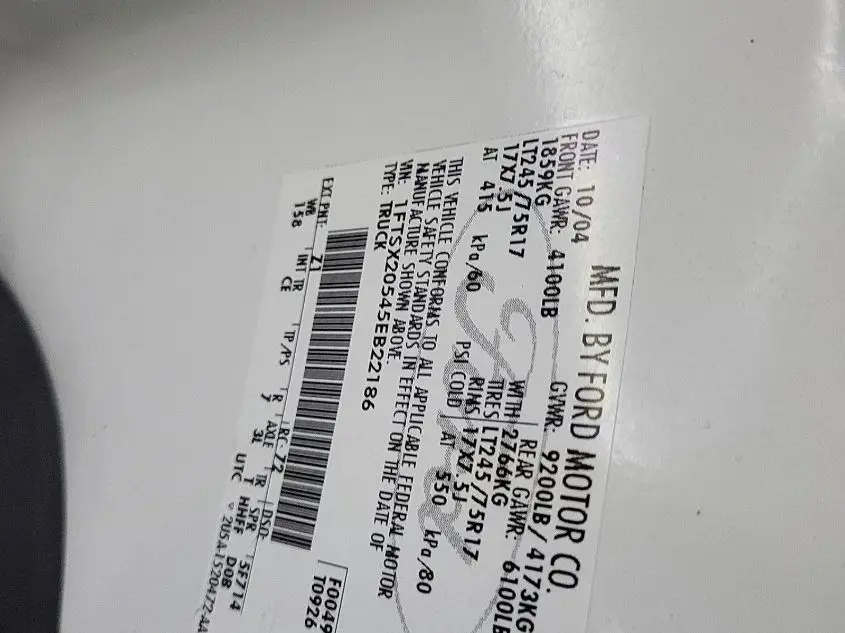 MFD. BY FORD MOTOR CO.
DATE: 10/04 GVWR: 9200LB/ 4173KG
FRONT GAWR: 4100LB REAR GAWR: 6100LB
1859KG WITH 2766KG
LT245/75R17 TIRES LT245/75R17
17X7.5J RIMS 17X7.5J
AT 415 kPa/60 PSI COLD AT 550 kPa/80
THIS VEHICLE CONFORMS TO ALL APPLICABLE FEDERAL MOTOR
VEHICLE SAFETY STANDARDS IN EFFECT ON THE DATE OF
MANUFACTURE SHOWN ABOVE.
VIN: 1FTSX20545EB22186
TYPE: TRUCK
F0049
T0926
EXT PNT: Z1 RC: 72 DSO:
WB INT TR TP/PS R AXLE TR SPR 5F714
158 CE 7 3L T HHFF D08
UTC